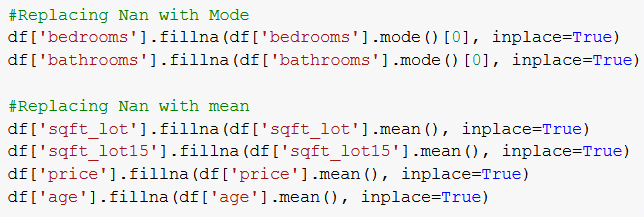 #Replacing Nan with Mode
df['bedrooms'].fillna(df['bedrooms'].mode()[0], inplace=True)
df['bathrooms'].fillna(df['bathrooms'].mode()[0], inplace=True)
#Replacing Nan with mean
df['sqft_lot'].fillna(df['sqft_lot'].mean(), inplace=True)
df['sqft_lot15'].fillna(df['sqft_lot15'].mean(), inplace=True)
df['price'].fillna(df['price'].mean(), inplace=True)
df['age'].fillna(df['age'].mean(), inplace=True)